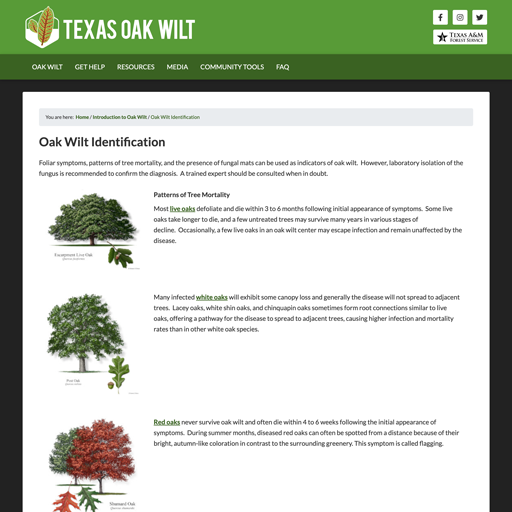 TEXAS OAK WILT
TEXAS A&M
FOREST SERVICE
OAK WILT GET HELP RESOURCES MEDIA COMMUNITY TOOLS FAQ
You are here: Home / Introduction to Oak Wilt / Oak Wilt Identification
Oak Wilt Identification
Foliar symptoms, patterns of tree mortality, and the presence of fungal mats can be used as indicators of oak wilt. However, laboratory isolation of the
fungus is recommended to confirm the diagnosis. A trained expert should be consulted when in doubt.
Patterns of Tree Mortality
Most live oaks defoliate and die within 3 to 6 months following initial appearance of symptoms. Some live
oaks take longer to die, and a few untreated trees may survive many years in various stages of
decline. Occasionally, a few live oaks in an oak wilt center may escape infection and remain unaffected by the
disease.
Escarpment Live Oak
Many infected white oaks will exhibit some canopy loss and generally the disease will not spread to adjacent
trees. Lacey oaks, white shin oaks, and chinquapin oaks sometimes form root connections similar to live
oaks, offering a pathway for the disease to spread to adjacent trees, causing higher infection and mortality
rates than in other white oak species.
Post Oak
Red oaks never survive oak wilt and often die within 4 to 6 weeks following the initial appearance of
symptoms. During summer months, diseased red oaks can often be spotted from a distance because of their
bright, autumn-like coloration in contrast to the surrounding greenery. This symptom is called flagging.
Shumard Oak